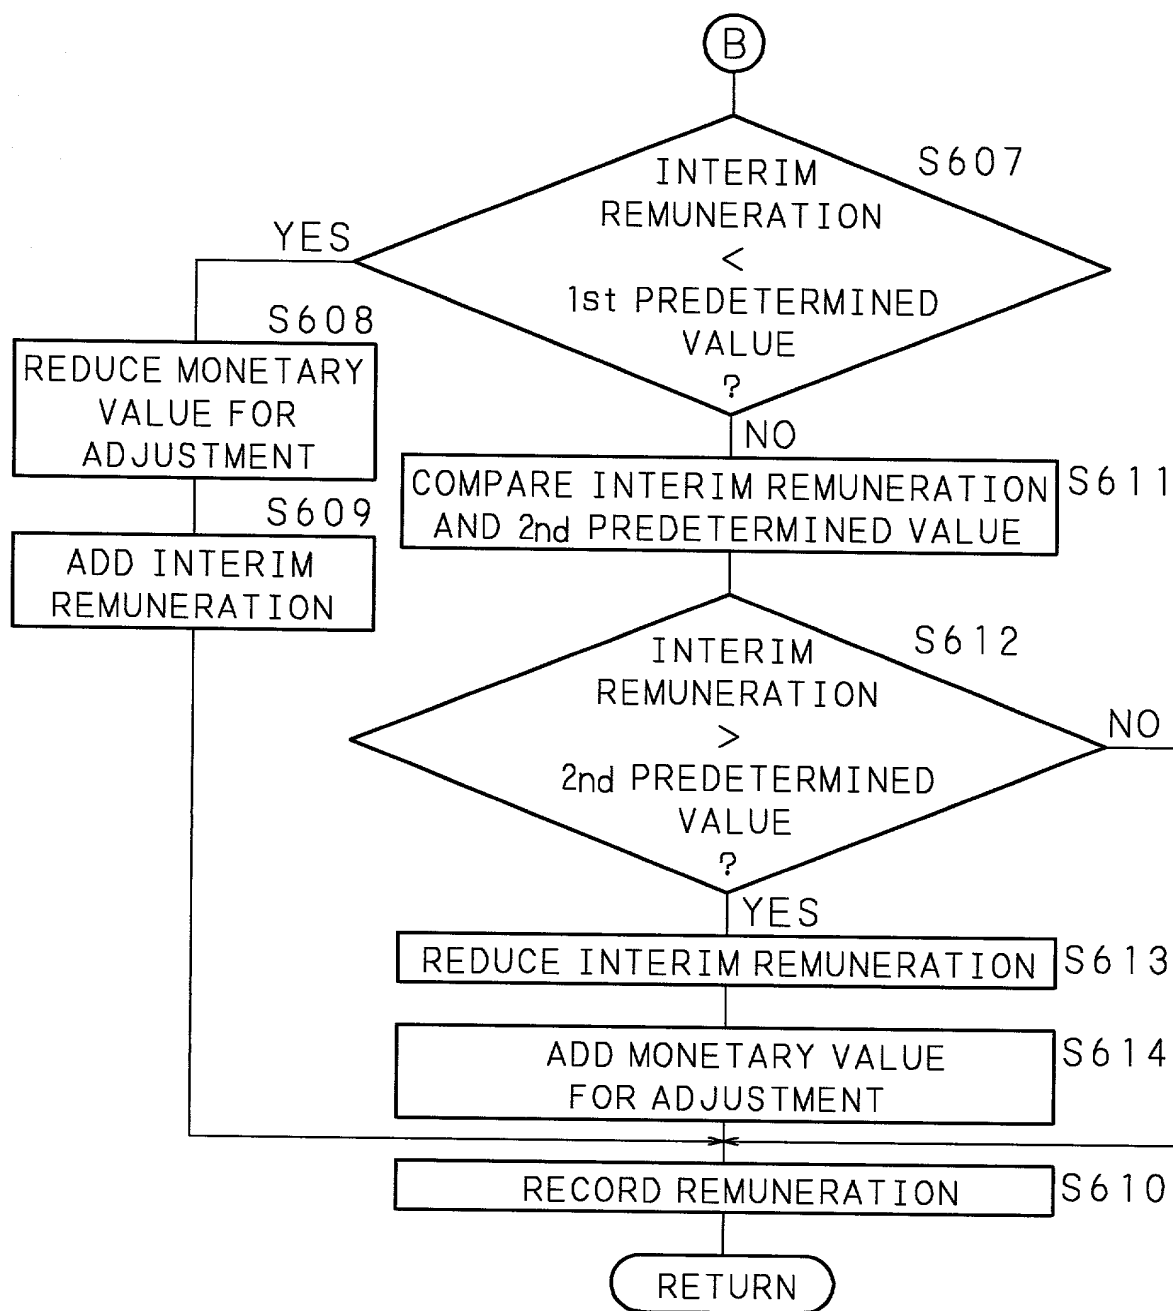 B
S607
INTERIM
REMUNERATION
<
1st PREDETERMINED
VALUE
?
YES
S608
REDUCE MONETARY
VALUE FOR
ADJUSTMENT
S609
ADD INTERIM
REMUNERATION
NO
COMPARE INTERIM REMUNERATION
AND 2nd PREDETERMINED VALUE
S611
S612
INTERIM
REMUNERATION
>
2nd PREDETERMINED
VALUE
?
NO
YES
REDUCE INTERIM REMUNERATION
S613
ADD MONETARY VALUE
FOR ADJUSTMENT
S614
RECORD REMUNERATION
S610
RETURN